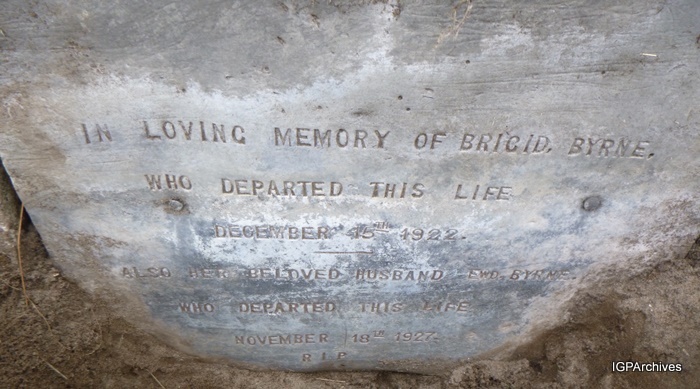 IN LOVING MEMORY OF BRIGID. BYRNE.
WHO DEPARTED THIS LIFE
DECEMBER 15TH 1922.
ALSO HER BELOVED HUSBAND EWD. BYRNE.
WHO DEPARTED THIS LIFE
NOVEMBER 18TH 1927.
R.I.P.
IGPArchives